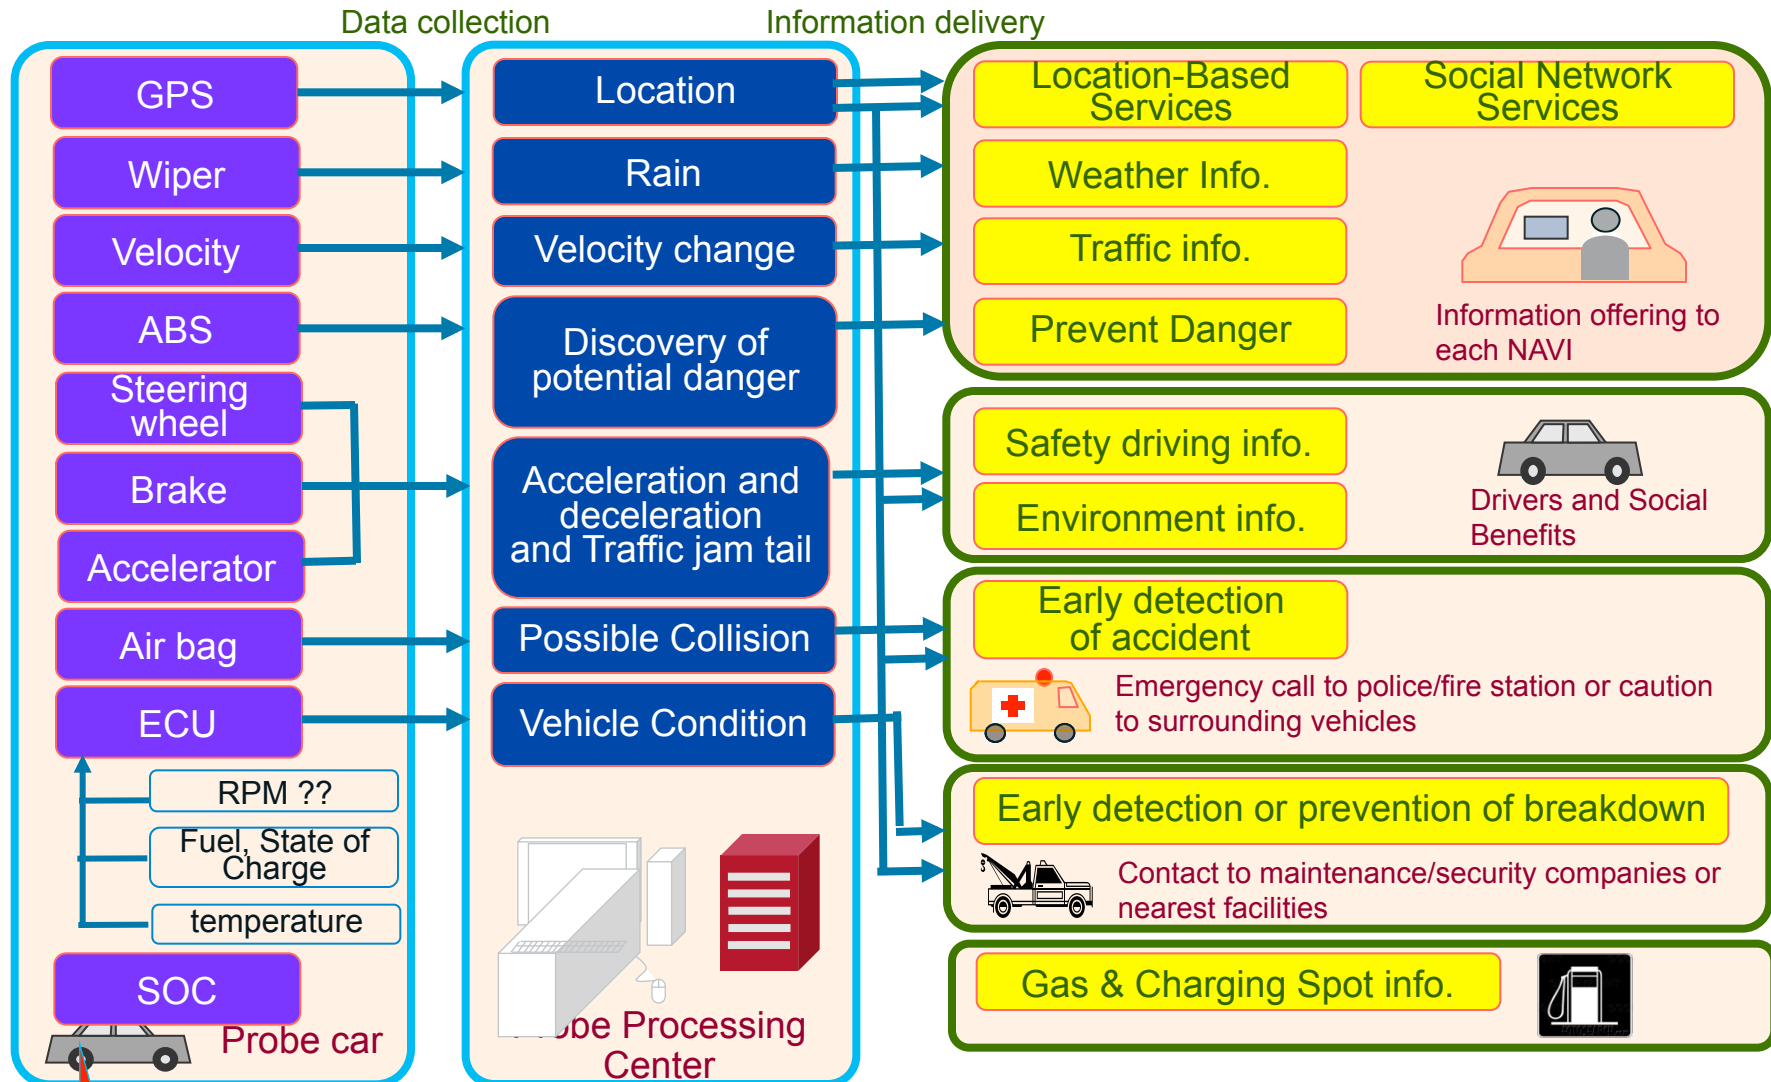 Data collection
Information delivery
GPS
Wiper
Velocity
ABS
Steering
wheel
Brake
Accelerator
Air bag
ECU
RPM ??
Fuel, State of
Charge
temperature
SOC
Probe car
Location
Rain
Velocity change
Discovery of
potential danger
Acceleration and
deceleration
and Traffic jam tail
Possible Collision
Vehicle Condition
Probe Processing
Center
Location-Based
Services
Social Network
Services
Weather Info.
Traffic info.
Prevent Danger
Information offering to
each NAVI
Safety driving info.
Environment info.
Drivers and Social
Benefits
Early detection
of accident
Emergency call to police/fire station or caution
to surrounding vehicles
Early detection or prevention of breakdown
Contact to maintenance/security companies or
nearest facilities
Gas & Charging Spot info.